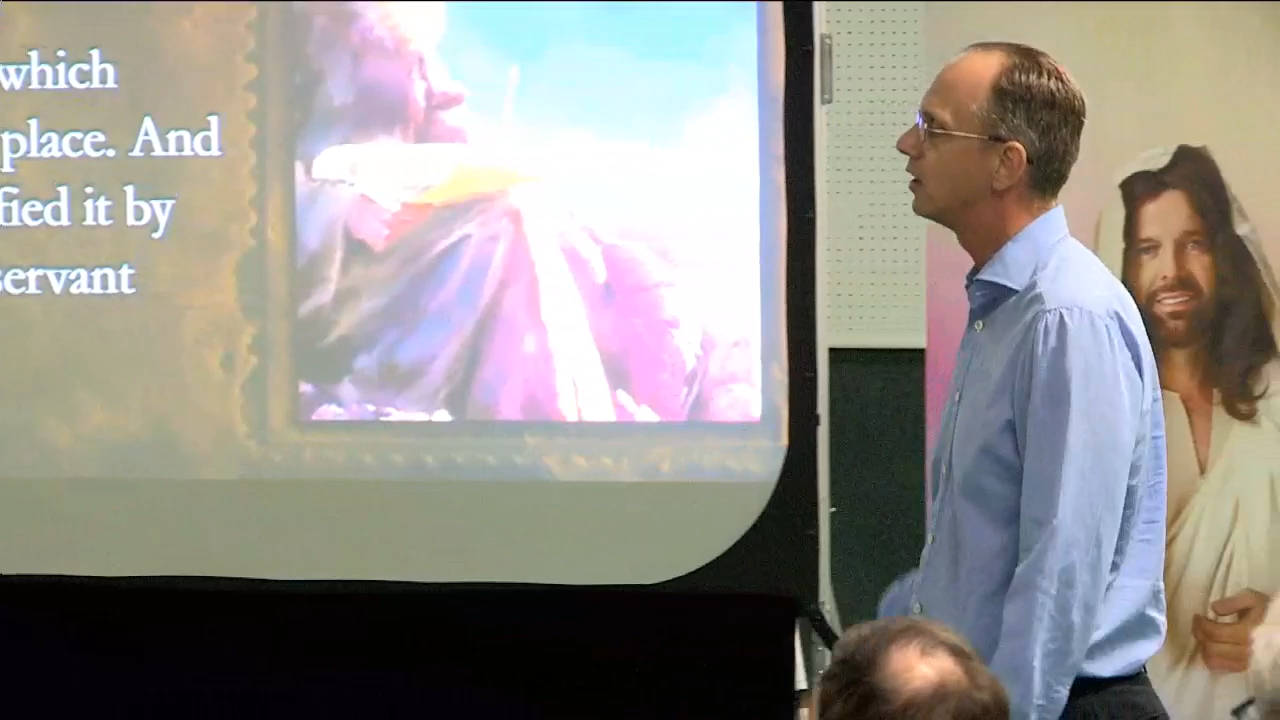 which
place. And
fied it by
servant